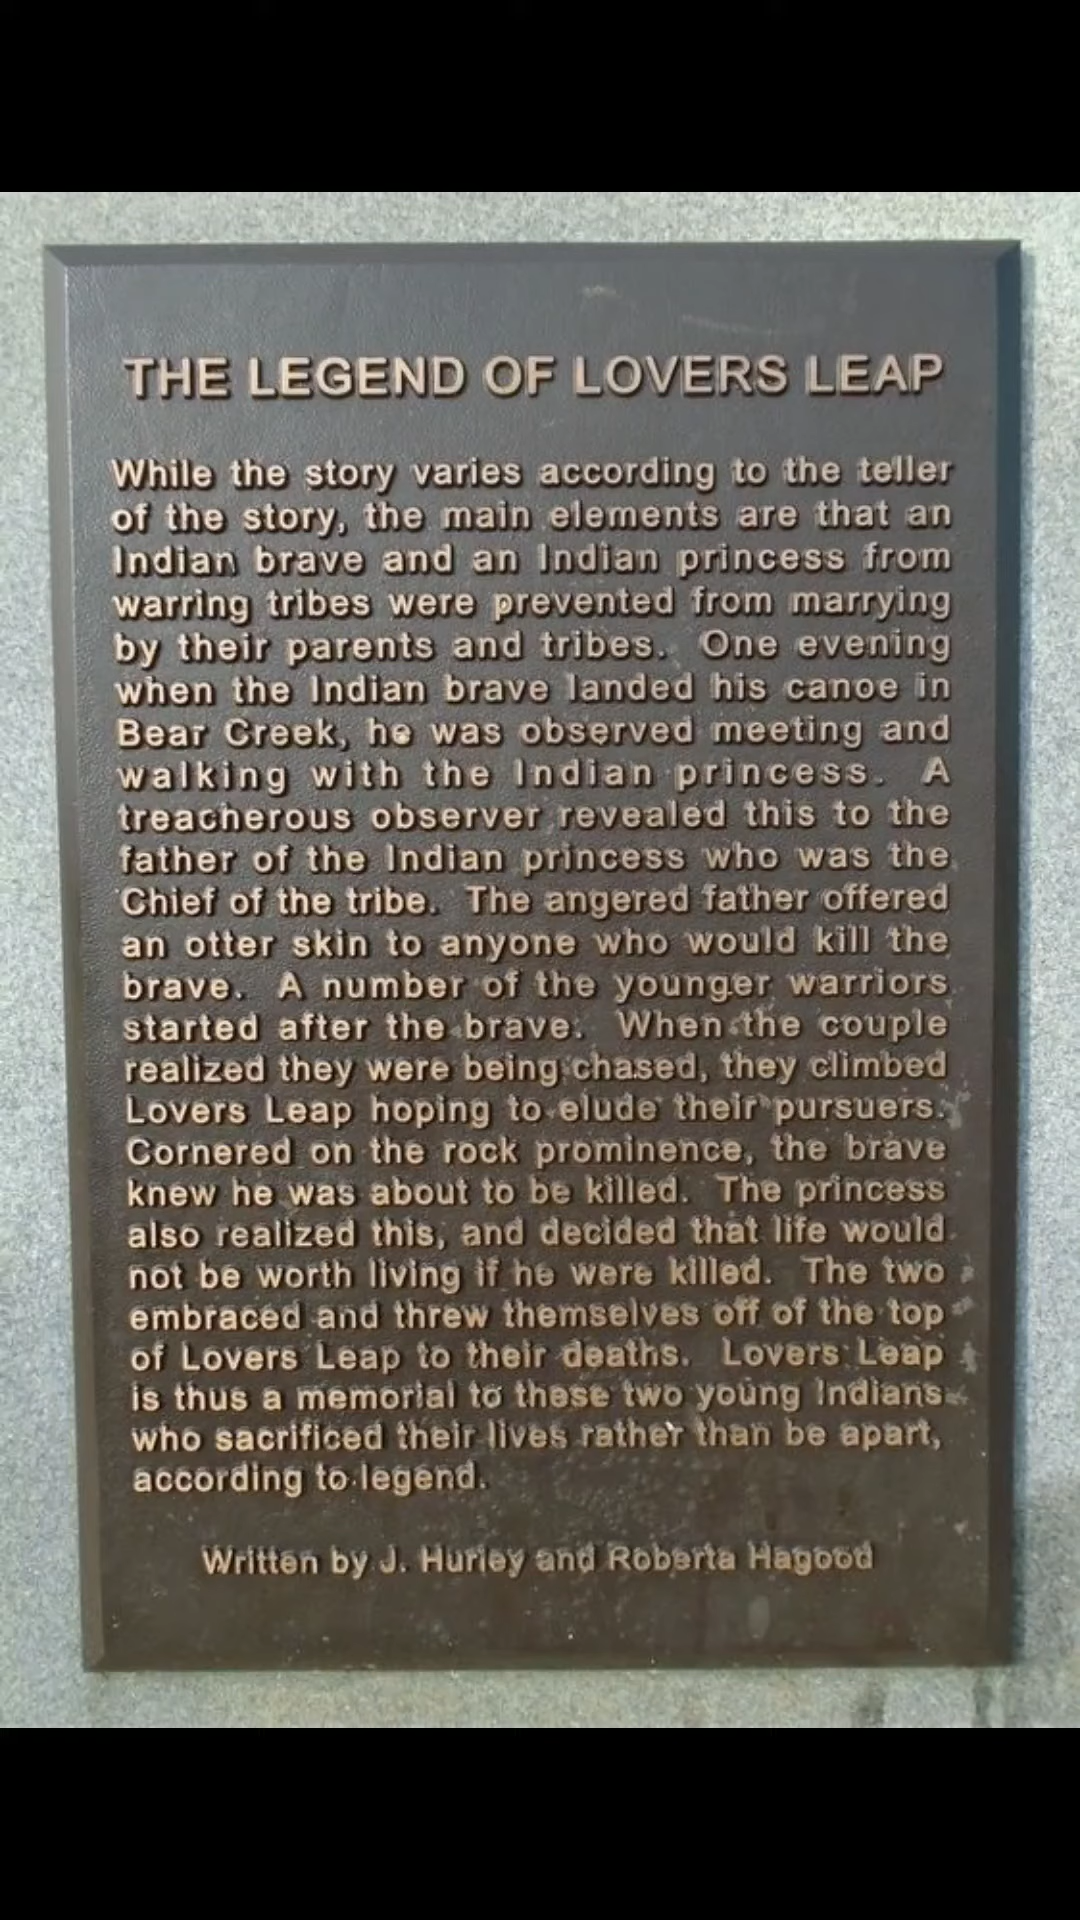 THE LEGEND OF LOVERS LEAP
While the story varies according to the teller
of the story, the main elements are that an
Indian brave and an Indian princess from
warring tribes were prevented from marrying
by their parents and tribes. One evening
when the Indian brave landed his canoe in
Bear Creek, he was observed meeting and
walking with the Indian princess. A
treacherous observer revealed this to the
father of the Indian princess who was the
Chief of the tribe. The angered father offered
an otter skin to anyone who would kill the
brave. A number of the younger warriors
started after the brave. When the couple
realized they were being chased, they climbed
Lovers Leap hoping to elude their pursuers.
Cornered on the rock prominence, the brave
knew he was about to be killed. The princess
also realized this, and decided that life would
not be worth living if he were killed. The two
embraced and threw themselves off of the top
of Lovers Leap to their deaths. Lovers Leap
is thus a memorial to these two young Indians
who sacrificed their lives rather than be apart,
according to legend.
Written by J. Hurley and Roberta Hagood